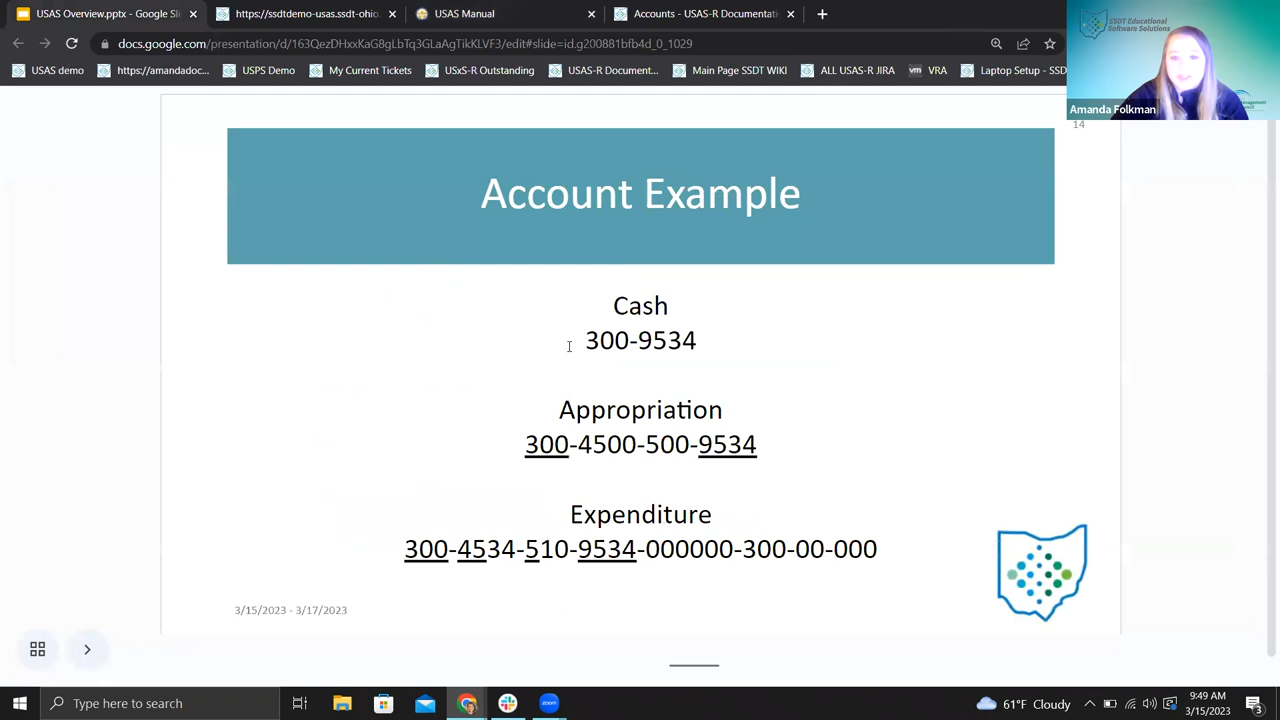 USAS Overview.pptx - Google Sli
https://ssdtdemo-usas.ssdt-ohio.
USAS Manual
Accounts - USAS-R Documentati
docs.google.com/presentation/d/163QezDHxxKaG8gLbTq3GLaAgTikKLVF3/edit#slide=id.g200881bfb4d_0_1029
USAS demo
https://amandadoc...
USPS Demo
My Current Tickets
USxS-R Outstanding
USAS-R Document...
Main Page SSDT WIKI
ALL USAS-R JIRA
vm VRA
Laptop Setup - SSD
SSDT Educational
Software Solutions
Amanda Folkman
14
Account Example
Cash
300-9534
Appropriation
300-4500-500-9534
Expenditure
300-4534-510-9534-000000-300-00-000
3/15/2023 - 3/17/2023
Type here to search
zoom
61°F Cloudy
9:49 AM
3/15/2023
3